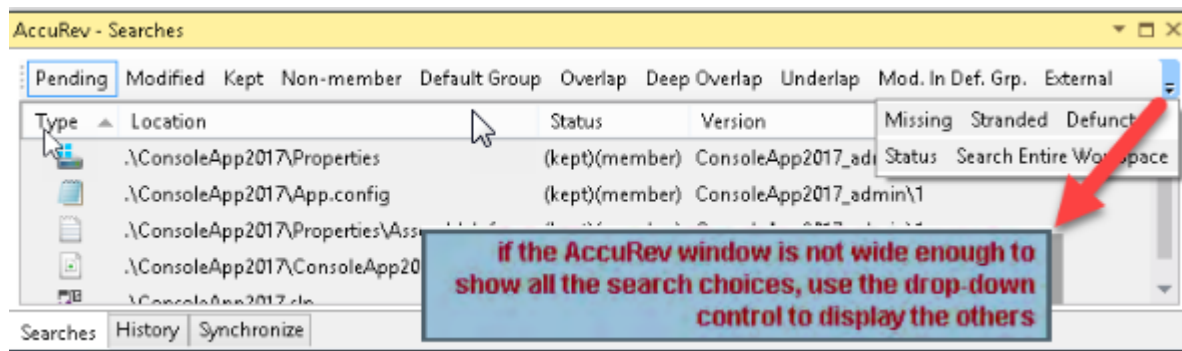 AccuRev - Searches
Pending Modified Kept Non-member Default Group Overlap Deep Overlap Underlap Mod. In Def. Grp. External
Type Location Status Version
Missing Stranded Defunct
Status Search Entire Workspace
.\ConsoleApp2017\Properties (kept)(member)
.\ConsoleApp2017\App.config (kept)(member) ConsoleApp2017_admin\1
.\ConsoleApp2017\Properties\
.\ConsoleApp2017\ConsoleApp20
if the AccuRev window is not wide enough to
show all the search choices, use the drop-down
control to display the others
Searches History Synchronize